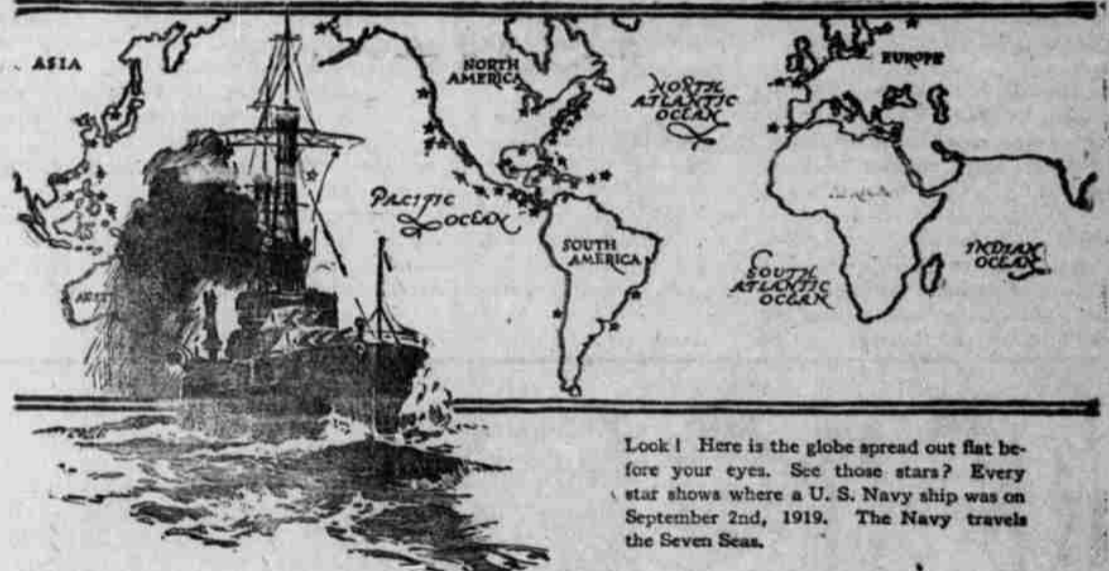 ASIA
NORTH
AMERICA
NORTH
ATLANTIC
OCEAN
EUROPE
PACIFIC
OCEAN
SOUTH
AMERICA
SOUTH
ATLANTIC
OCEAN
INDIAN
OCEAN
Look! Here is the globe spread out flat be-
fore your eyes. See those stars? Every
star shows where a U. S. Navy ship was on
September 2nd, 1919. The Navy travels
the Seven Seas.